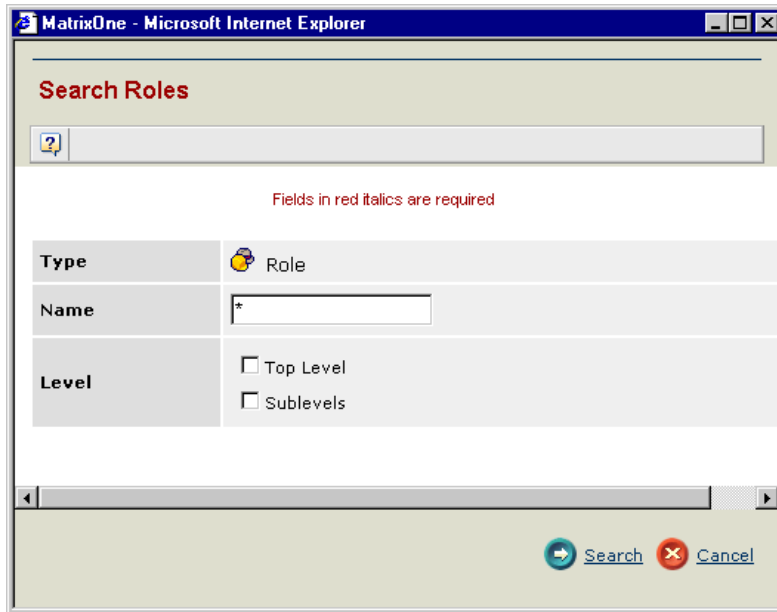 MatrixOne - Microsoft Internet Explorer
Search Roles
?
Fields in red italics are required
Type Role
Name *
Level
Top Level
Sublevels
Search Cancel